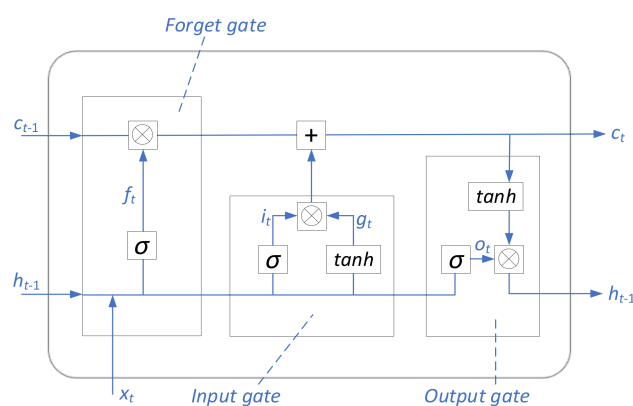 Forget gate
c_{t-1}
+
c_t
f_t
i_t
g_t
tanh
σ
σ
tanh
σ
o_t
h_{t-1}
h_{t-1}
x_t
Input gate
Output gate